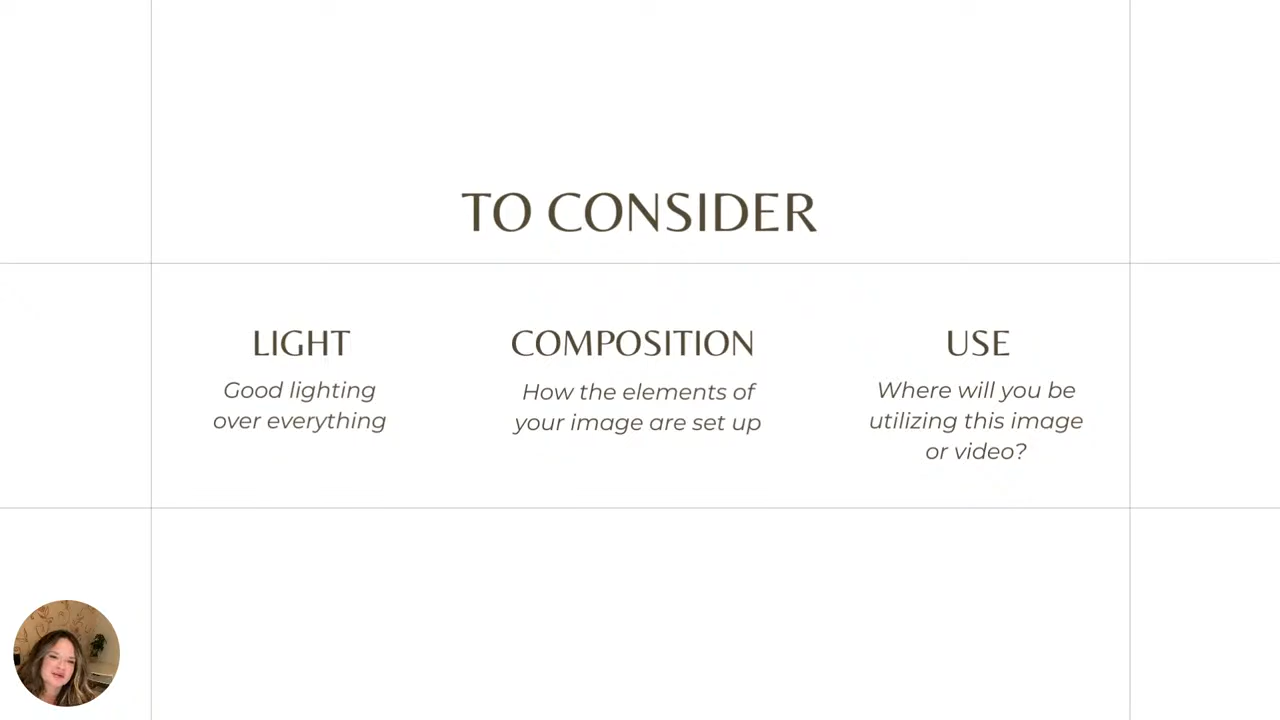 TO CONSIDER
LIGHT
Good lighting
over everything
COMPOSITION
How the elements of
your image are set up
USE
Where will you be
utilizing this image
or video?